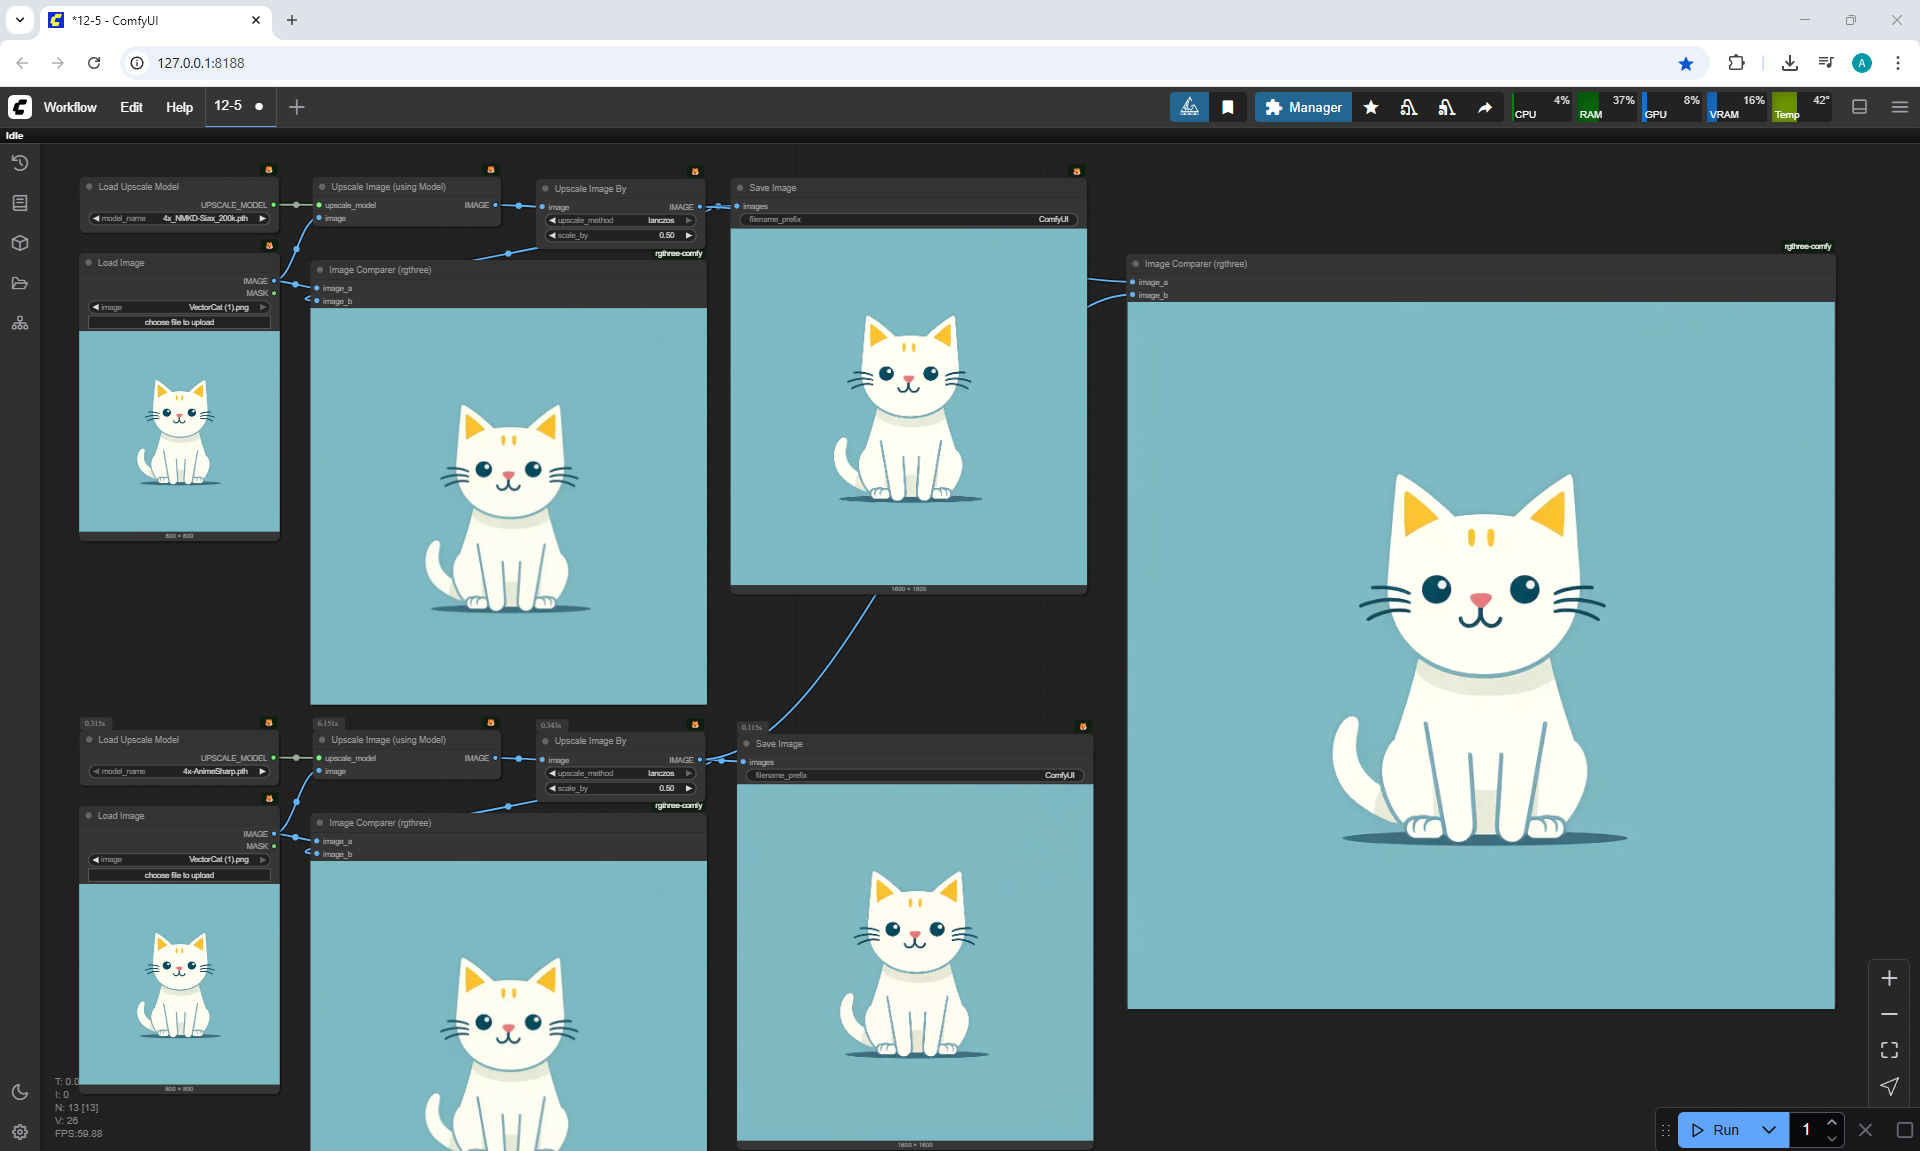 *12-5 - ComfyUI
127.0.0.1:8188
Workflow Edit Help 12-5
Manager
CPU 4% RAM 37% GPU 8% VRAM 16% Temp 42°
Idle
Load Upscale Model
UPSCALE_MODEL
model_name 4x_NMKD-Siax_200k.pth
Upscale Image (using Model)
upscale_model IMAGE
image
Upscale Image By
image IMAGE
upscale_method lanczos
scale_by 0.50
Save Image
images
filename_prefix ComfyUI
1600 × 1600
Load Image
IMAGE
MASK
image VectorCat (1).png
choose file to upload
800 × 800
rgthree-comfy
Image Comparer (rgthree)
image_a
image_b
rgthree-comfy
Image Comparer (rgthree)
image_a
image_b
0.315s
Load Upscale Model
UPSCALE_MODEL
model_name 4x-AnimeSharp.pth
6.151s
Upscale Image (using Model)
upscale_model IMAGE
image
0.343s
Upscale Image By
image IMAGE
upscale_method lanczos
scale_by 0.50
0.115s
Save Image
images
filename_prefix ComfyUI
1600 × 1600
Load Image
IMAGE
MASK
image VectorCat (1).png
choose file to upload
800 × 800
rgthree-comfy
Image Comparer (rgthree)
image_a
image_b
T: 0.0
I: 0
N: 13 [13]
V: 26
FPS:59.88
Run 1
A